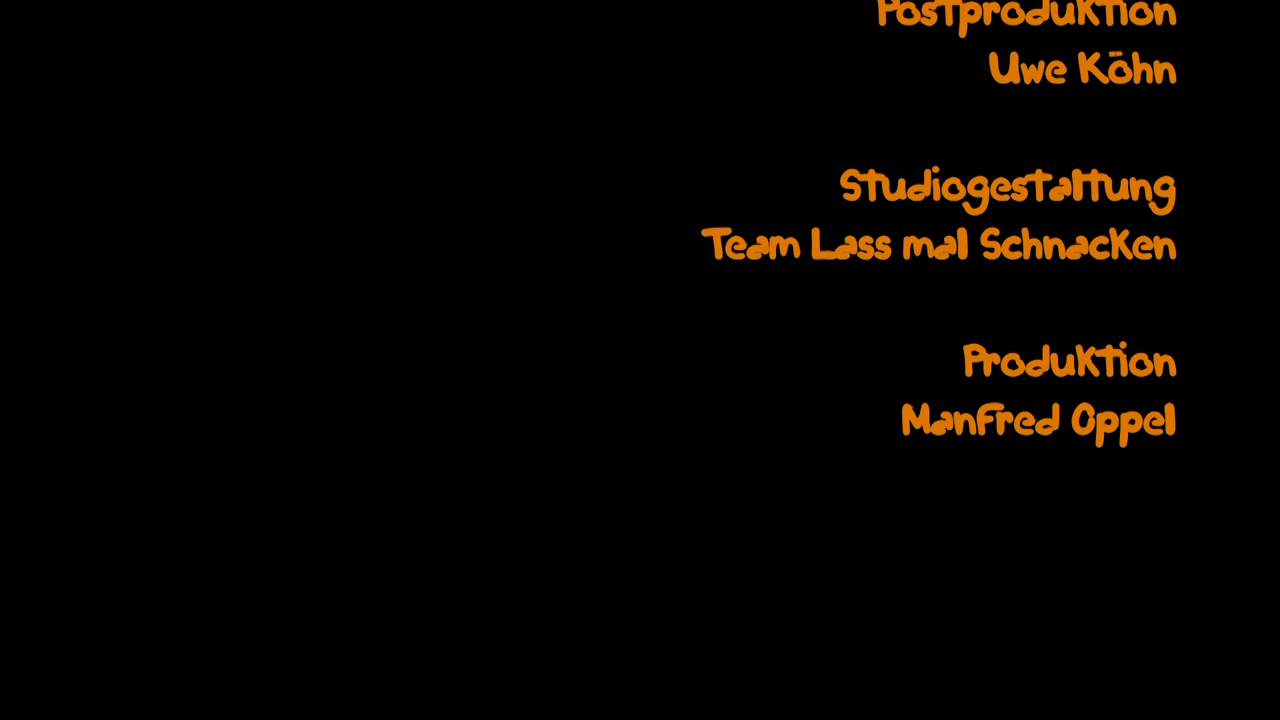 Postproduktion
Uwe Köhn
Studiogestaltung
Team Lass mal Schnacken
Produktion
Manfred Oppel